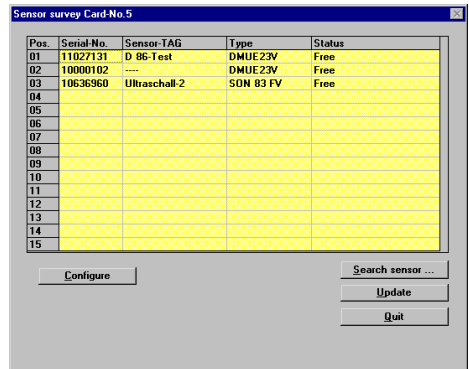 Sensor survey Card-No.5
Pos. Serial-No. Sensor-TAG Type Status
01 11027131 D 86-Test DMUE23V Free
02 10000102 ---- DMUE23V Free
03 10636960 Ultraschall-2 SON 83 FV Free
04
05
06
07
08
09
10
11
12
13
14
15
Configure
Search sensor ...
Update
Quit